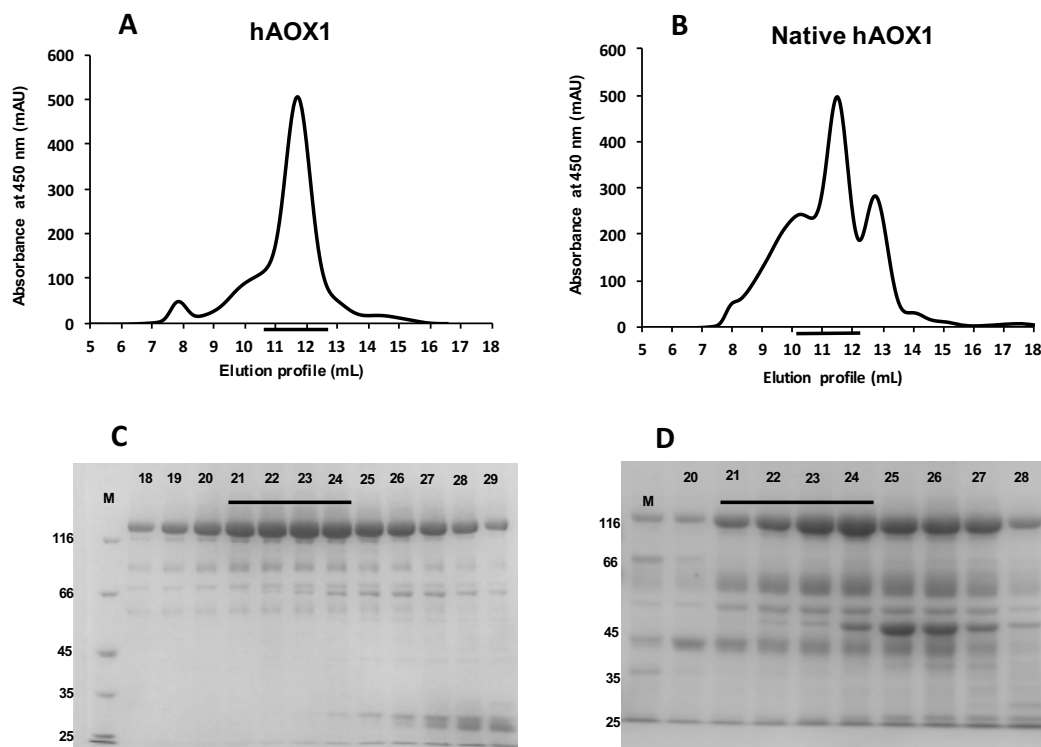 A
hAOX1
600
500
400
300
200
100
0
Absorbance at 450 nm (mAU)
5 6 7 8 9 10 11 12 13 14 15 16 17 18
Elution profile (mL)
B
Native hAOX1
600
500
400
300
200
100
0
Absorbance at 450 nm (mAU)
5 6 7 8 9 10 11 12 13 14 15 16 17 18
Elution profile (mL)
C
M 18 19 20 21 22 23 24 25 26 27 28 29
116
66
45
35
25
D
M 20 21 22 23 24 25 26 27 28
116
66
45
35
25